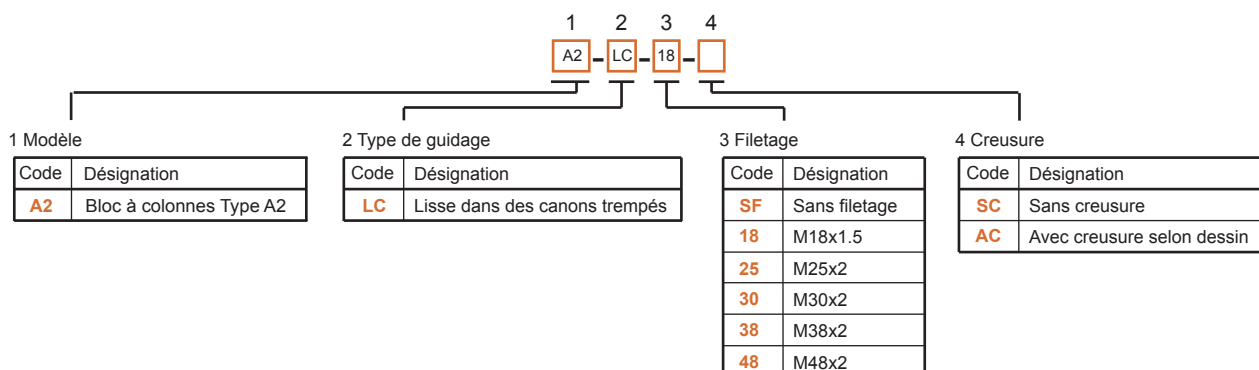 1 2 3 4
A2 - LC - 18 -
1 Modèle
Code Désignation
A2 Bloc à colonnes Type A2
2 Type de guidage
Code Désignation
LC Lisse dans des canons trempés
3 Filetage
Code Désignation
SF Sans filetage
18 M18x1.5
25 M25x2
30 M30x2
38 M38x2
48 M48x2
4 Creusure
Code Désignation
SC Sans creusure
AC Avec creusure selon dessin